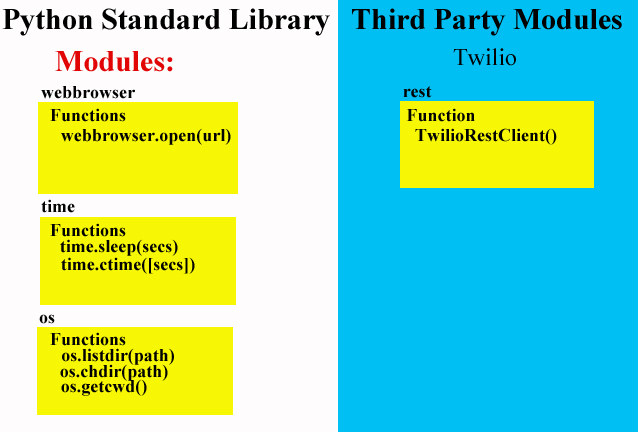 Python Standard Library
Modules:
webbrowser
Functions
webbrowser.open(url)
time
Functions
time.sleep(secs)
time.ctime([secs])
os
Functions
os.listdir(path)
os.chdir(path)
os.getcwd()
Third Party Modules
Twilio
rest
Function
TwilioRestClient()